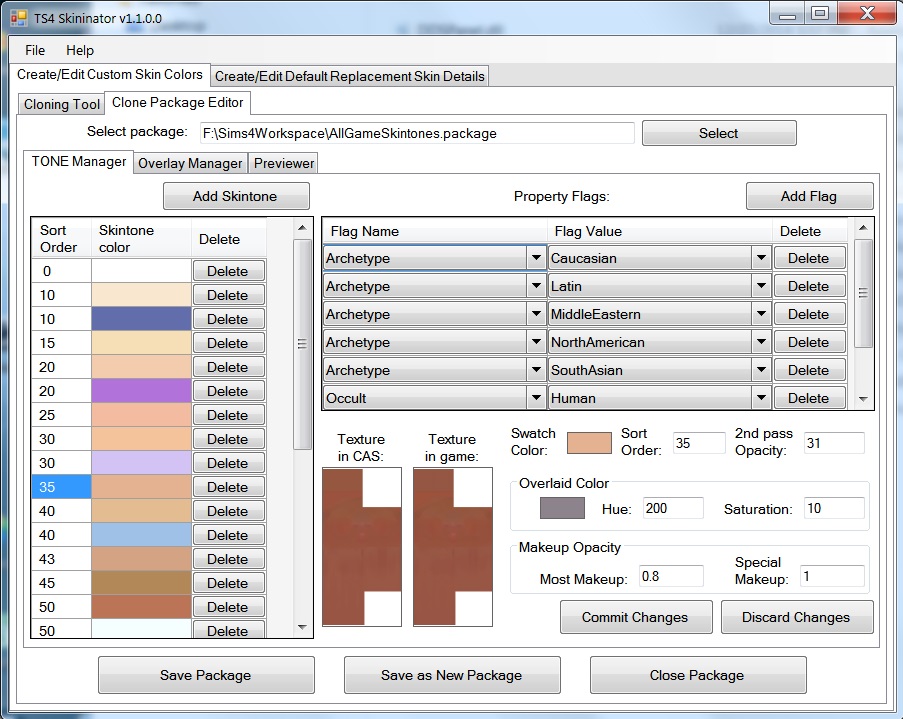 TS4 Skininator v1.1.0.0
File Help
Create/Edit Custom Skin Colors Create/Edit Default Replacement Skin Details
Cloning Tool Clone Package Editor
Select package: F:\Sims4Workspace\AllGameSkintones.package Select
TONE Manager Overlay Manager Previewer
Add Skintone Property Flags: Add Flag
Sort Order Skintone color Delete
0 Delete
10 Delete
10 Delete
15 Delete
20 Delete
20 Delete
25 Delete
30 Delete
30 Delete
35 Delete
40 Delete
40 Delete
43 Delete
45 Delete
50 Delete
50 Delete
Flag Name Flag Value Delete
Archetype Caucasian Delete
Archetype Latin Delete
Archetype MiddleEastern Delete
Archetype NorthAmerican Delete
Archetype SouthAsian Delete
Occult Human Delete
Texture in CAS: Texture in game:
Swatch Color: Sort Order: 35 2nd pass Opacity: 31
Overlaid Color
Hue: 200 Saturation: 10
Makeup Opacity
Most Makeup: 0.8 Special Makeup: 1
Commit Changes Discard Changes
Save Package Save as New Package Close Package